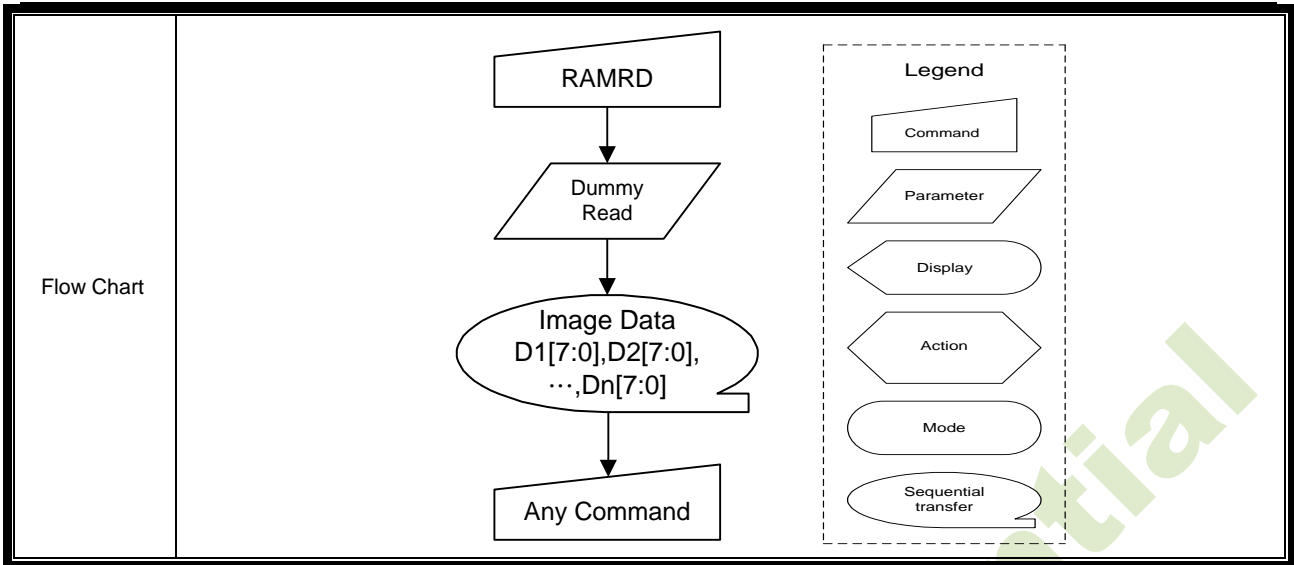 Flow Chart
RAMRD
Dummy
Read
Image Data
D1[7:0],D2[7:0],
⋯,Dn[7:0]
Any Command
Legend
Command
Parameter
Display
Action
Mode
Sequential
transfer